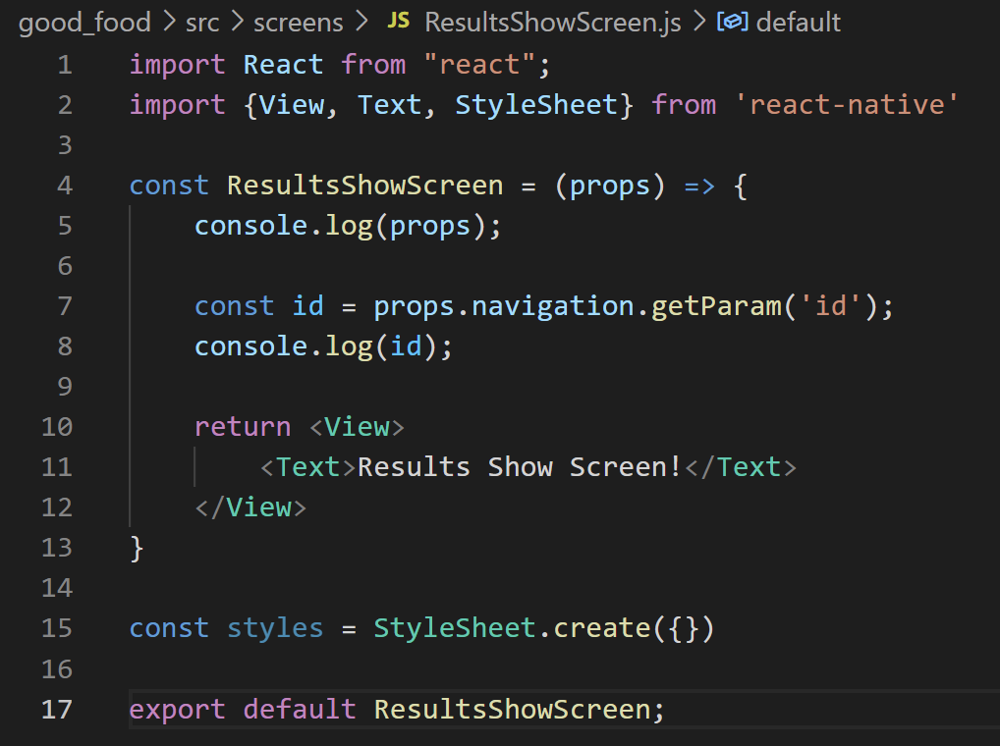 good_food > src > screens > JS ResultsShowScreen.js > default
1 import React from "react";
2 import {View, Text, StyleSheet} from 'react-native'
3
4 const ResultsShowScreen = (props) => {
5     console.log(props);
6
7     const id = props.navigation.getParam('id');
8     console.log(id);
9
10     return <View>
11         <Text>Results Show Screen!</Text>
12     </View>
13 }
14
15 const styles = StyleSheet.create({})
16
17 export default ResultsShowScreen;